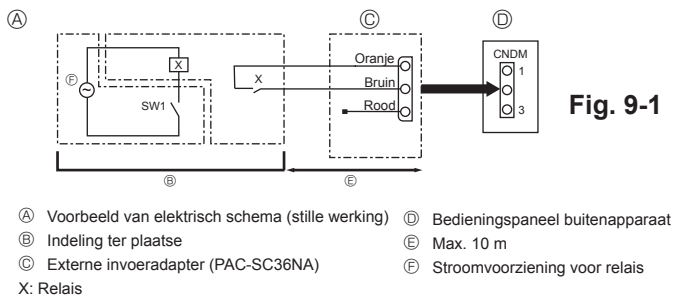 Ⓐ
Ⓒ
Ⓓ
Oranje
Bruin
Rood
CNDM
1
3
X
X
SW1
Ⓕ
Ⓑ
Ⓔ
Fig. 9-1
Ⓐ Voorbeeld van elektrisch schema (stille werking)
Ⓑ Indeling ter plaatse
Ⓒ Externe invoeradapter (PAC-SC36NA)
X: Relais
Ⓓ Bedieningspaneel buitenapparaat
Ⓔ Max. 10 m
Ⓕ Stroomvoorziening voor relais